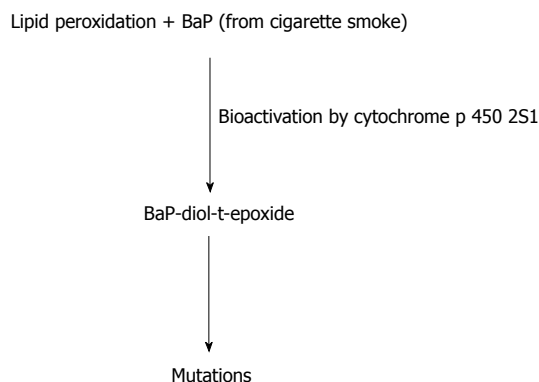 Lipid peroxidation + BaP (from cigarette smoke)
Bioactivation by cytochrome p 450 2S1
BaP-diol-t-epoxide
Mutations